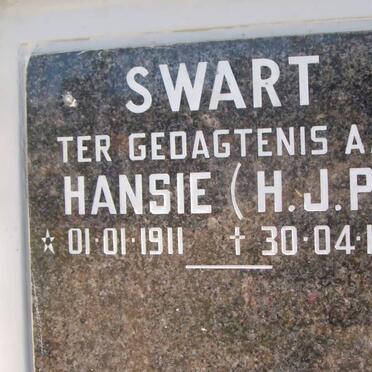 SWART
TER GEDAGTENIS A
HANSIE (H.J.P
* 01·01·1911 † 30·04·1